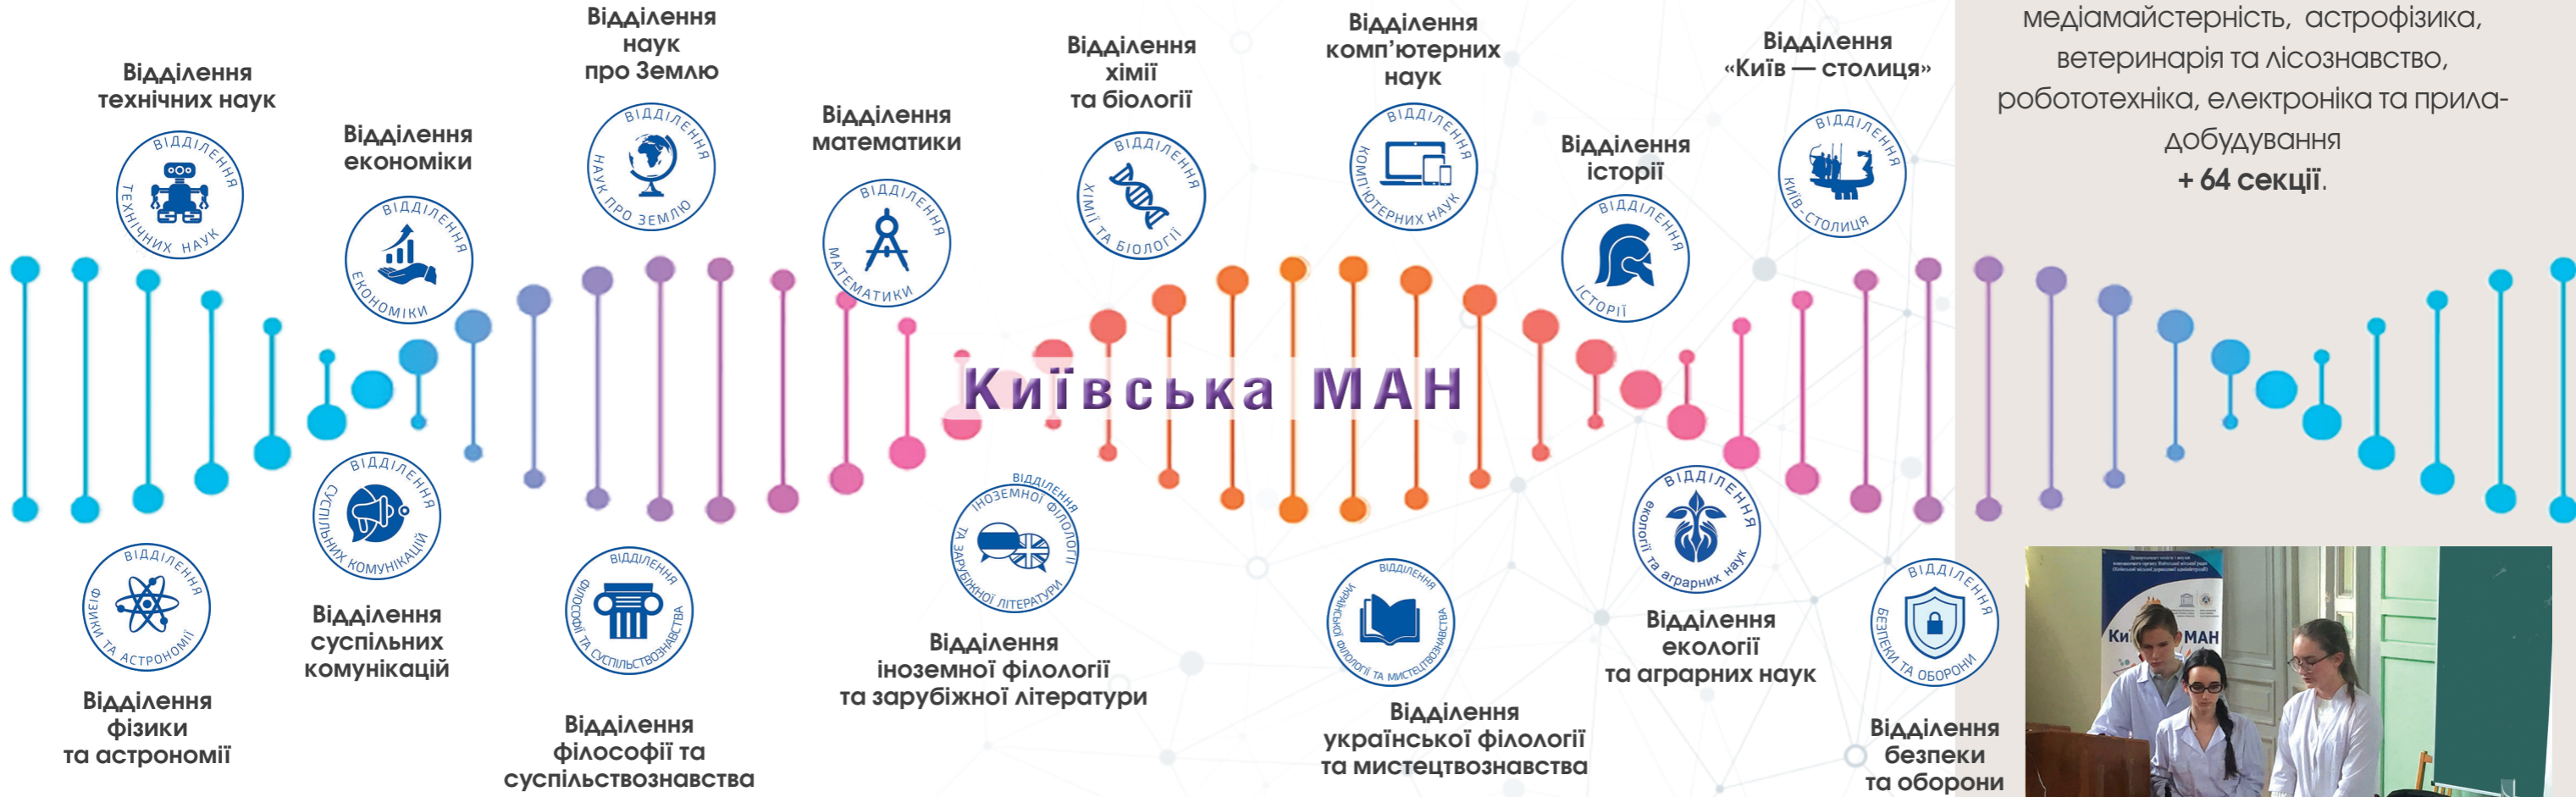 Відділення
технічних наук
ВІДДІЛЕННЯ
ТЕХНІЧНИХ НАУК
Відділення
економіки
ВІДДІЛЕННЯ
ЕКОНОМІКИ
Відділення
наук
про Землю
ВІДДІЛЕННЯ
НАУК ПРО ЗЕМЛЮ
Відділення
математики
ВІДДІЛЕННЯ
МАТЕМАТИКИ
Відділення
хімії
та біології
ВІДДІЛЕННЯ
ХІМІЇ ТА БІОЛОГІЇ
Відділення
комп’ютерних
наук
ВІДДІЛЕННЯ
КОМП'ЮТЕРНИХ НАУК
Відділення
історії
ВІДДІЛЕННЯ
ІСТОРІЇ
Відділення
«Київ — столиця»
ВІДДІЛЕННЯ
КИЇВ-СТОЛИЦЯ
медіамайстерність, астрофізика,
ветеринарія та лісознавство,
робототехніка, електроніка та прила-
добудування
+ 64 секції.
Київська МАН
ВІДДІЛЕННЯ
ФІЗИКИ ТА АСТРОНОМІЇ
Відділення
фізики
та астрономії
ВІДДІЛЕННЯ
СУСПІЛЬНИХ КОМУНІКАЦІЙ
Відділення
суспільних
комунікацій
ВІДДІЛЕННЯ
ФІЛОСОФІЇ ТА СУСПІЛЬСТВОЗНАВСТВА
Відділення
філософії та
суспільствознавства
ВІДДІЛЕННЯ
ІНОЗЕМНОЇ ФІЛОЛОГІЇ
ТА ЗАРУБІЖНОЇ ЛІТЕРАТУРИ
Відділення
іноземної філології
та зарубіжної літератури
ВІДДІЛЕННЯ
УКРАЇНСЬКОЇ ФІЛОЛОГІЇ ТА МИСТЕЦТВОЗНАВСТВА
Відділення
української філології
та мистецтвознавства
ВІДДІЛЕННЯ
екології та аграрних наук
Відділення
екології
та аграрних наук
ВІДДІЛЕННЯ
БЕЗПЕКИ ТА ОБОРОНИ
Відділення
безпеки
та оборони
МАН